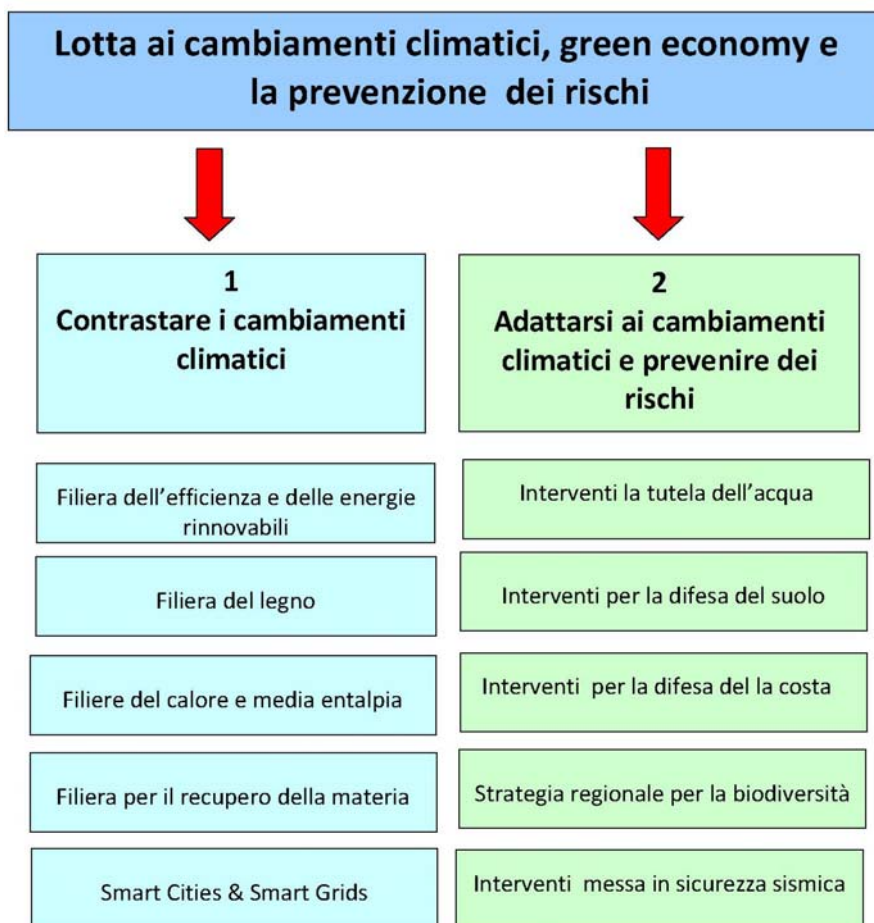 Lotta ai cambiamenti climatici, green economy e
la prevenzione dei rischi
1
Contrastare i cambiamenti
climatici
2
Adattarsi ai cambiamenti
climatici e prevenire dei
rischi
Filiera dell'efficienza e delle energie
rinnovabili
Filiera del legno
Filiere del calore e media entalpia
Filiera per il recupero della materia
Smart Cities & Smart Grids
Interventi la tutela dell'acqua
Interventi per la difesa del suolo
Interventi per la difesa del la costa
Strategia regionale per la biodiversità
Interventi messa in sicurezza sismica